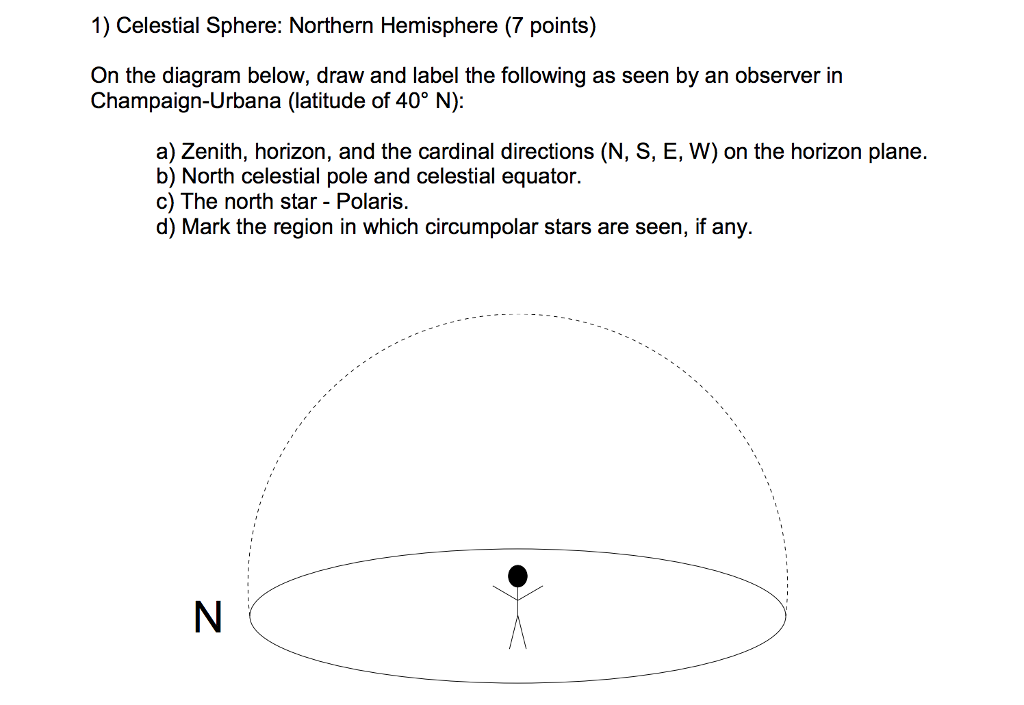 1) Celestial Sphere: Northern Hemisphere (7 points)
On the diagram below, draw and label the following as seen by an observer in
Champaign-Urbana (latitude of 40° N):
a) Zenith, horizon, and the cardinal directions (N, S, E, W) on the horizon plane.
b) North celestial pole and celestial equator.
c) The north star - Polaris.
d) Mark the region in which circumpolar stars are seen, if any.
N